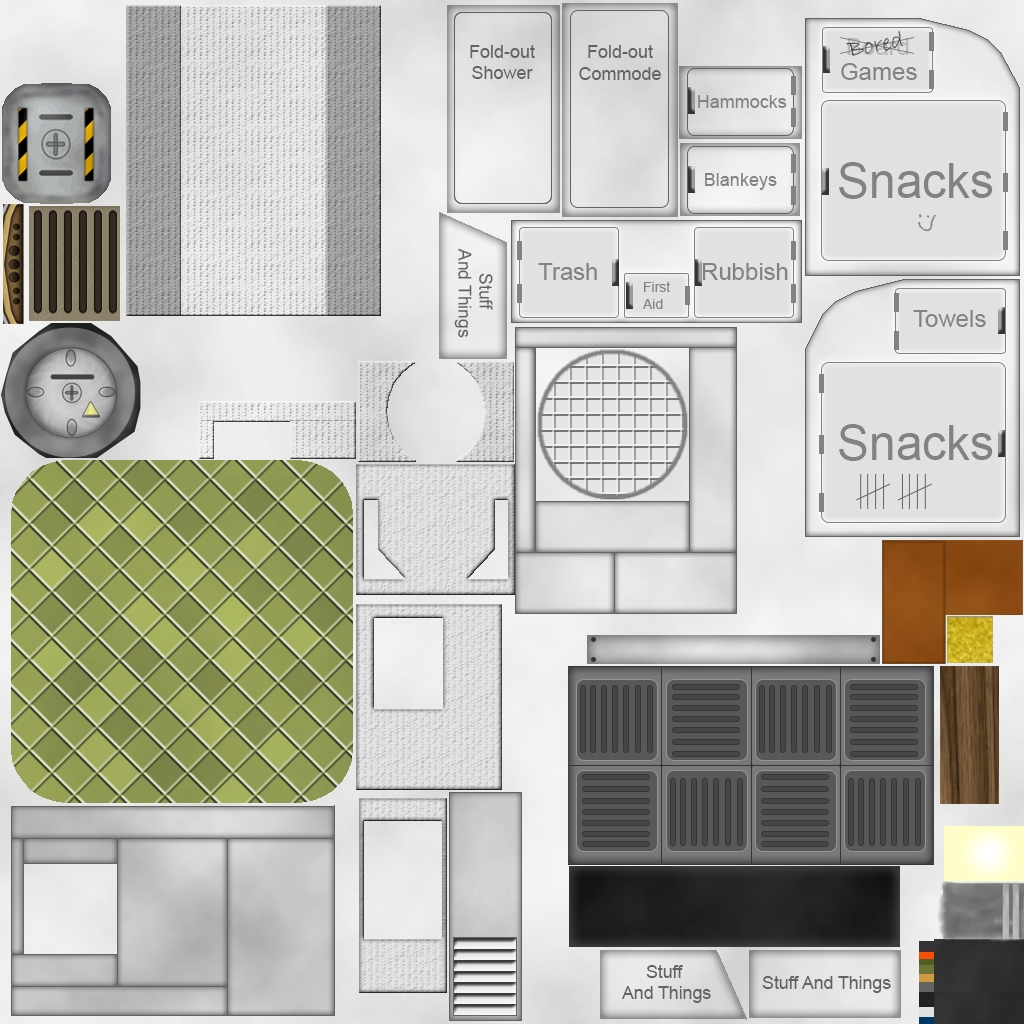 Fold-out
Shower
Fold-out
Commode
Bored
Games
Hammocks
Snacks
Blankeys
Stuff
And Things
Trash
First
Aid
Rubbish
Towels
Snacks
Stuff
And Things
Stuff And Things